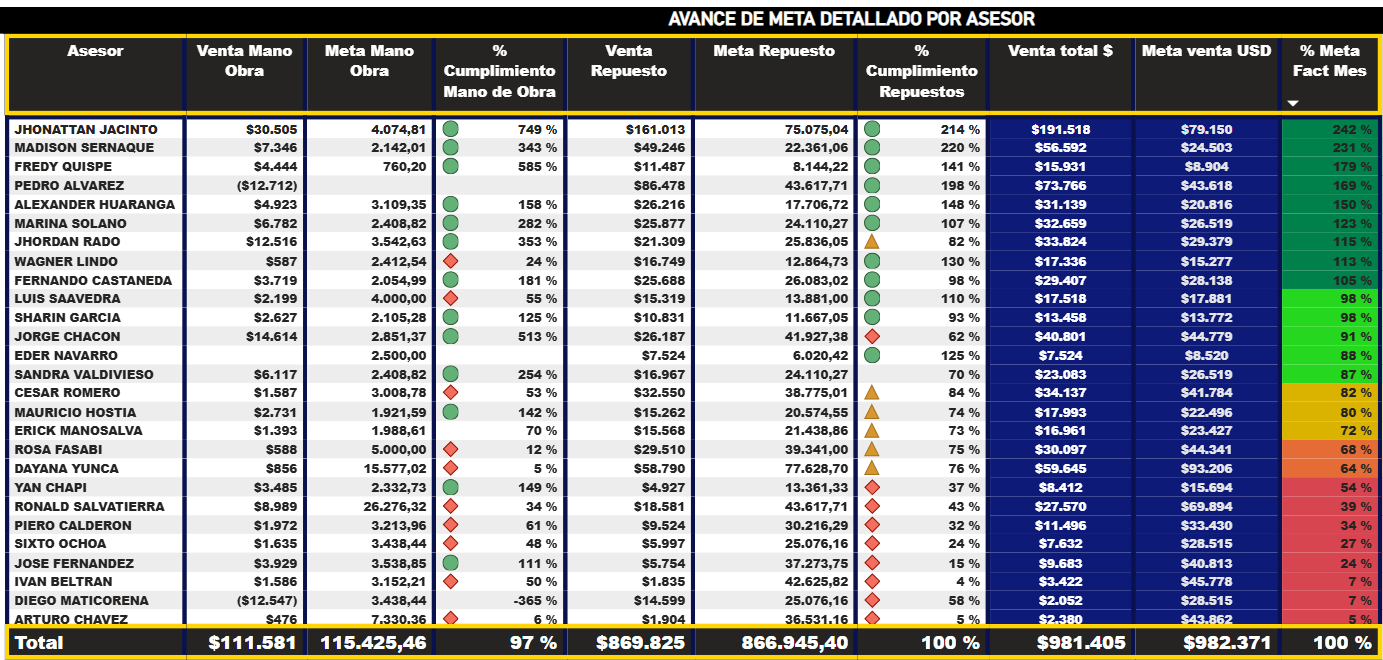 AVANCE DE META DETALLADO POR ASESOR
Asesor Venta Mano Obra Meta Mano Obra % Cumplimiento Mano de Obra Venta Repuesto Meta Repuesto % Cumplimiento Repuestos Venta total $ Meta venta USD % Meta Fact Mes
JHONATTAN JACINTO $30.505 4.074,81 749 % $161.013 75.075,04 214 % $191.518 $79.150 242 %
MADISON SERNAQUE $7.346 2.142,01 343 % $49.246 22.361,06 220 % $56.592 $24.503 231 %
FREDY QUISPE $4.444 760,20 585 % $11.487 8.144,22 141 % $15.931 $8.904 179 %
PEDRO ALVAREZ ($12.712) $86.478 43.617,71 198 % $73.766 $43.618 169 %
ALEXANDER HUARANGA $4.923 3.109,35 158 % $26.216 17.706,72 148 % $31.139 $20.816 150 %
MARINA SOLANO $6.782 2.408,82 282 % $25.877 24.110,27 107 % $32.659 $26.519 123 %
JHORDAN RADO $12.516 3.542,63 353 % $21.309 25.836,05 82 % $33.824 $29.379 115 %
WAGNER LINDO $587 2.412,54 24 % $16.749 12.864,73 130 % $17.336 $15.277 113 %
FERNANDO CASTANEDA $3.719 2.054,99 181 % $25.688 26.083,02 98 % $29.407 $28.138 105 %
LUIS SAAVEDRA $2.199 4.000,00 55 % $15.319 13.881,00 110 % $17.518 $17.881 98 %
SHARIN GARCIA $2.627 2.105,28 125 % $10.831 11.667,05 93 % $13.458 $13.772 98 %
JORGE CHACON $14.614 2.851,37 513 % $26.187 41.927,38 62 % $40.801 $44.779 91 %
EDER NAVARRO 2.500,00 $7.524 6.020,42 125 % $7.524 $8.520 88 %
SANDRA VALDIVIESO $6.117 2.408,82 254 % $16.967 24.110,27 70 % $23.083 $26.519 87 %
CESAR ROMERO $1.587 3.008,78 53 % $32.550 38.775,01 84 % $34.137 $41.784 82 %
MAURICIO HOSTIA $2.731 1.921,59 142 % $15.262 20.574,55 74 % $17.993 $22.496 80 %
ERICK MANOSALVA $1.393 1.988,61 70 % $15.568 21.438,86 73 % $16.961 $23.427 72 %
ROSA FASABI $588 5.000,00 12 % $29.510 39.341,00 75 % $30.097 $44.341 68 %
DAYANA YUNCA $856 15.577,02 5 % $58.790 77.628,70 76 % $59.645 $93.206 64 %
YAN CHAPI $3.485 2.332,73 149 % $4.927 13.361,33 37 % $8.412 $15.694 54 %
RONALD SALVATIERRA $8.989 26.276,32 34 % $18.581 43.617,71 43 % $27.570 $69.894 39 %
PIERO CALDERON $1.972 3.213,96 61 % $9.524 30.216,29 32 % $11.496 $33.430 34 %
SIXTO OCHOA $1.635 3.438,44 48 % $5.997 25.076,16 24 % $7.632 $28.515 27 %
JOSE FERNANDEZ $3.929 3.538,85 111 % $5.754 37.273,75 15 % $9.683 $40.813 24 %
IVAN BELTRAN $1.586 3.152,21 50 % $1.835 42.625,82 4 % $3.422 $45.778 7 %
DIEGO MATICORENA ($12.547) 3.438,44 -365 % $14.599 25.076,16 58 % $2.052 $28.515 7 %
ARTURO CHAVEZ $476 7.330,36 6 % $1.904 36.531,16 5 % $2.380 $43.862 5 %
Total $111.581 115.425,46 97 % $869.825 866.945,40 100 % $981.405 $982.371 100 %